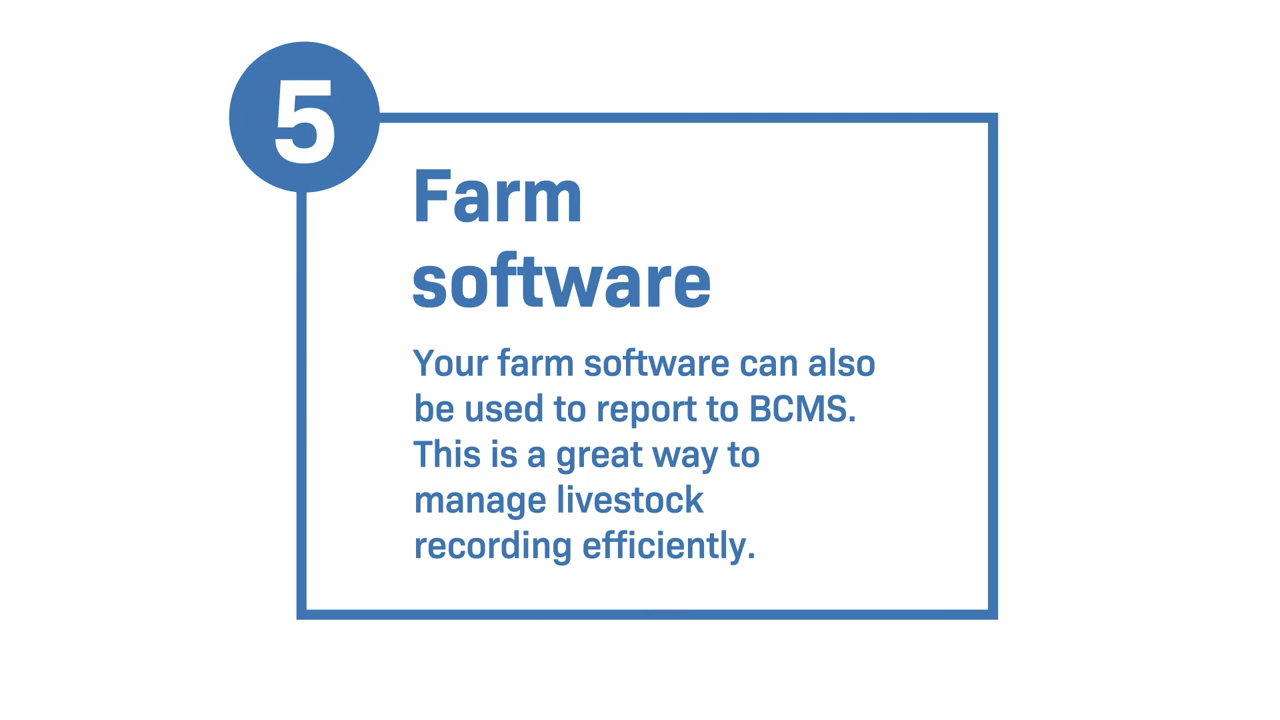 5
Farm
software
Your farm software can also
be used to report to BCMS.
This is a great way to
manage livestock
recording efficiently.